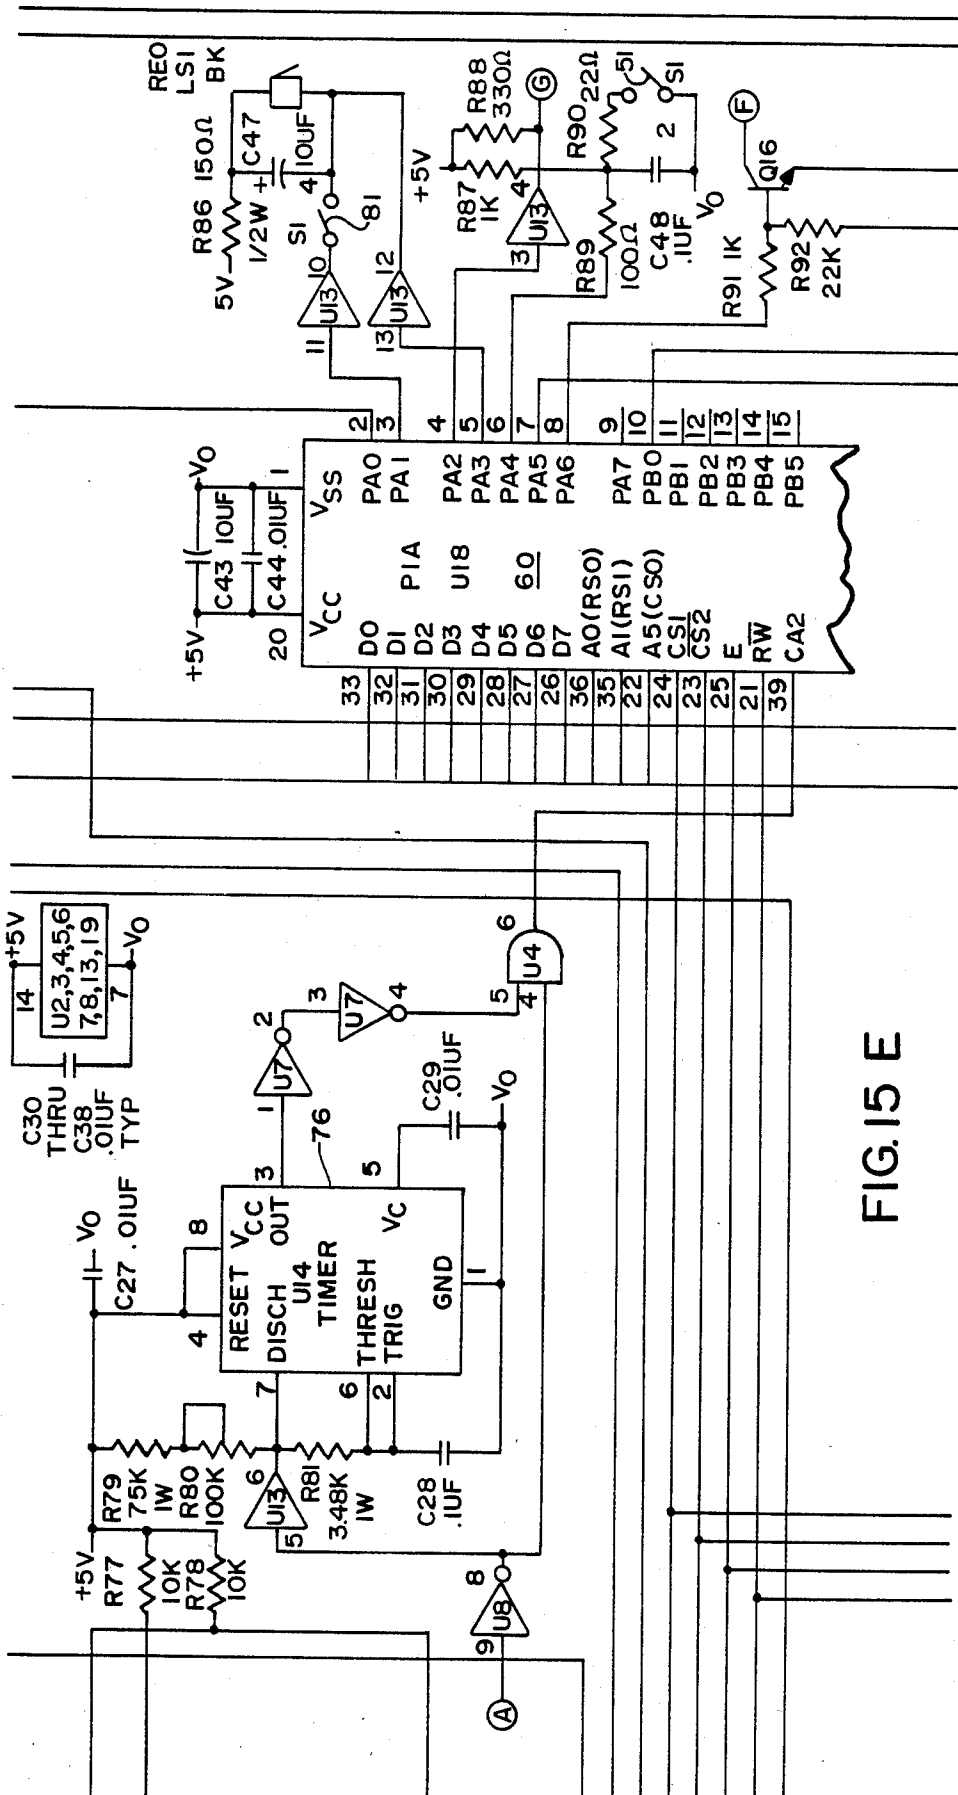 RED
LS1
BK
R86 150Ω
1/2W
5V
C47
+
10UF
4
S1
81
10
U13
11
12
U13
13
+5V
R88
330Ω
R87
1K
G
4
U13
3
R90 22Ω
51
S1
2
R89
100Ω
C48
.1UF
V0
F
Q16
R91 1K
R92
22K
+5V
V0
C43 10UF
C44 .01UF
20
1
VCC
VSS
PIA
U18
60
2
3
4
5
6
7
8
9
10
11
12
13
14
15
PA0
PA1
PA2
PA3
PA4
PA5
PA6
PA7
PB0
PB1
PB2
PB3
PB4
PB5
D0
D1
D2
D3
D4
D5
D6
D7
A0(RS0)
A1(RS1)
A5(CS0)
CS1
CS2
E
RW
CA2
33
32
31
30
29
28
27
26
36
35
22
24
23
25
21
39
+5V
14
U2,3,4,5,6
7,8,13,19
7
V0
C30
THRU
C38
.01UF
TYP
V0
C27 .01UF
8
4
VCC
RESET
OUT
DISCH
U14
TIMER
VC
THRESH
TRIG
GND
3
76
5
1
7
6
2
1
U7
2
3
U7
4
5
4
U4
6
C29
.01UF
V0
R79
75K
1W
R80
100K
+5V
R77
10K
R78
10K
6
U13
5
R81
3.48K
1W
C28
.1UF
8
U8
9
A
FIG. 15 E